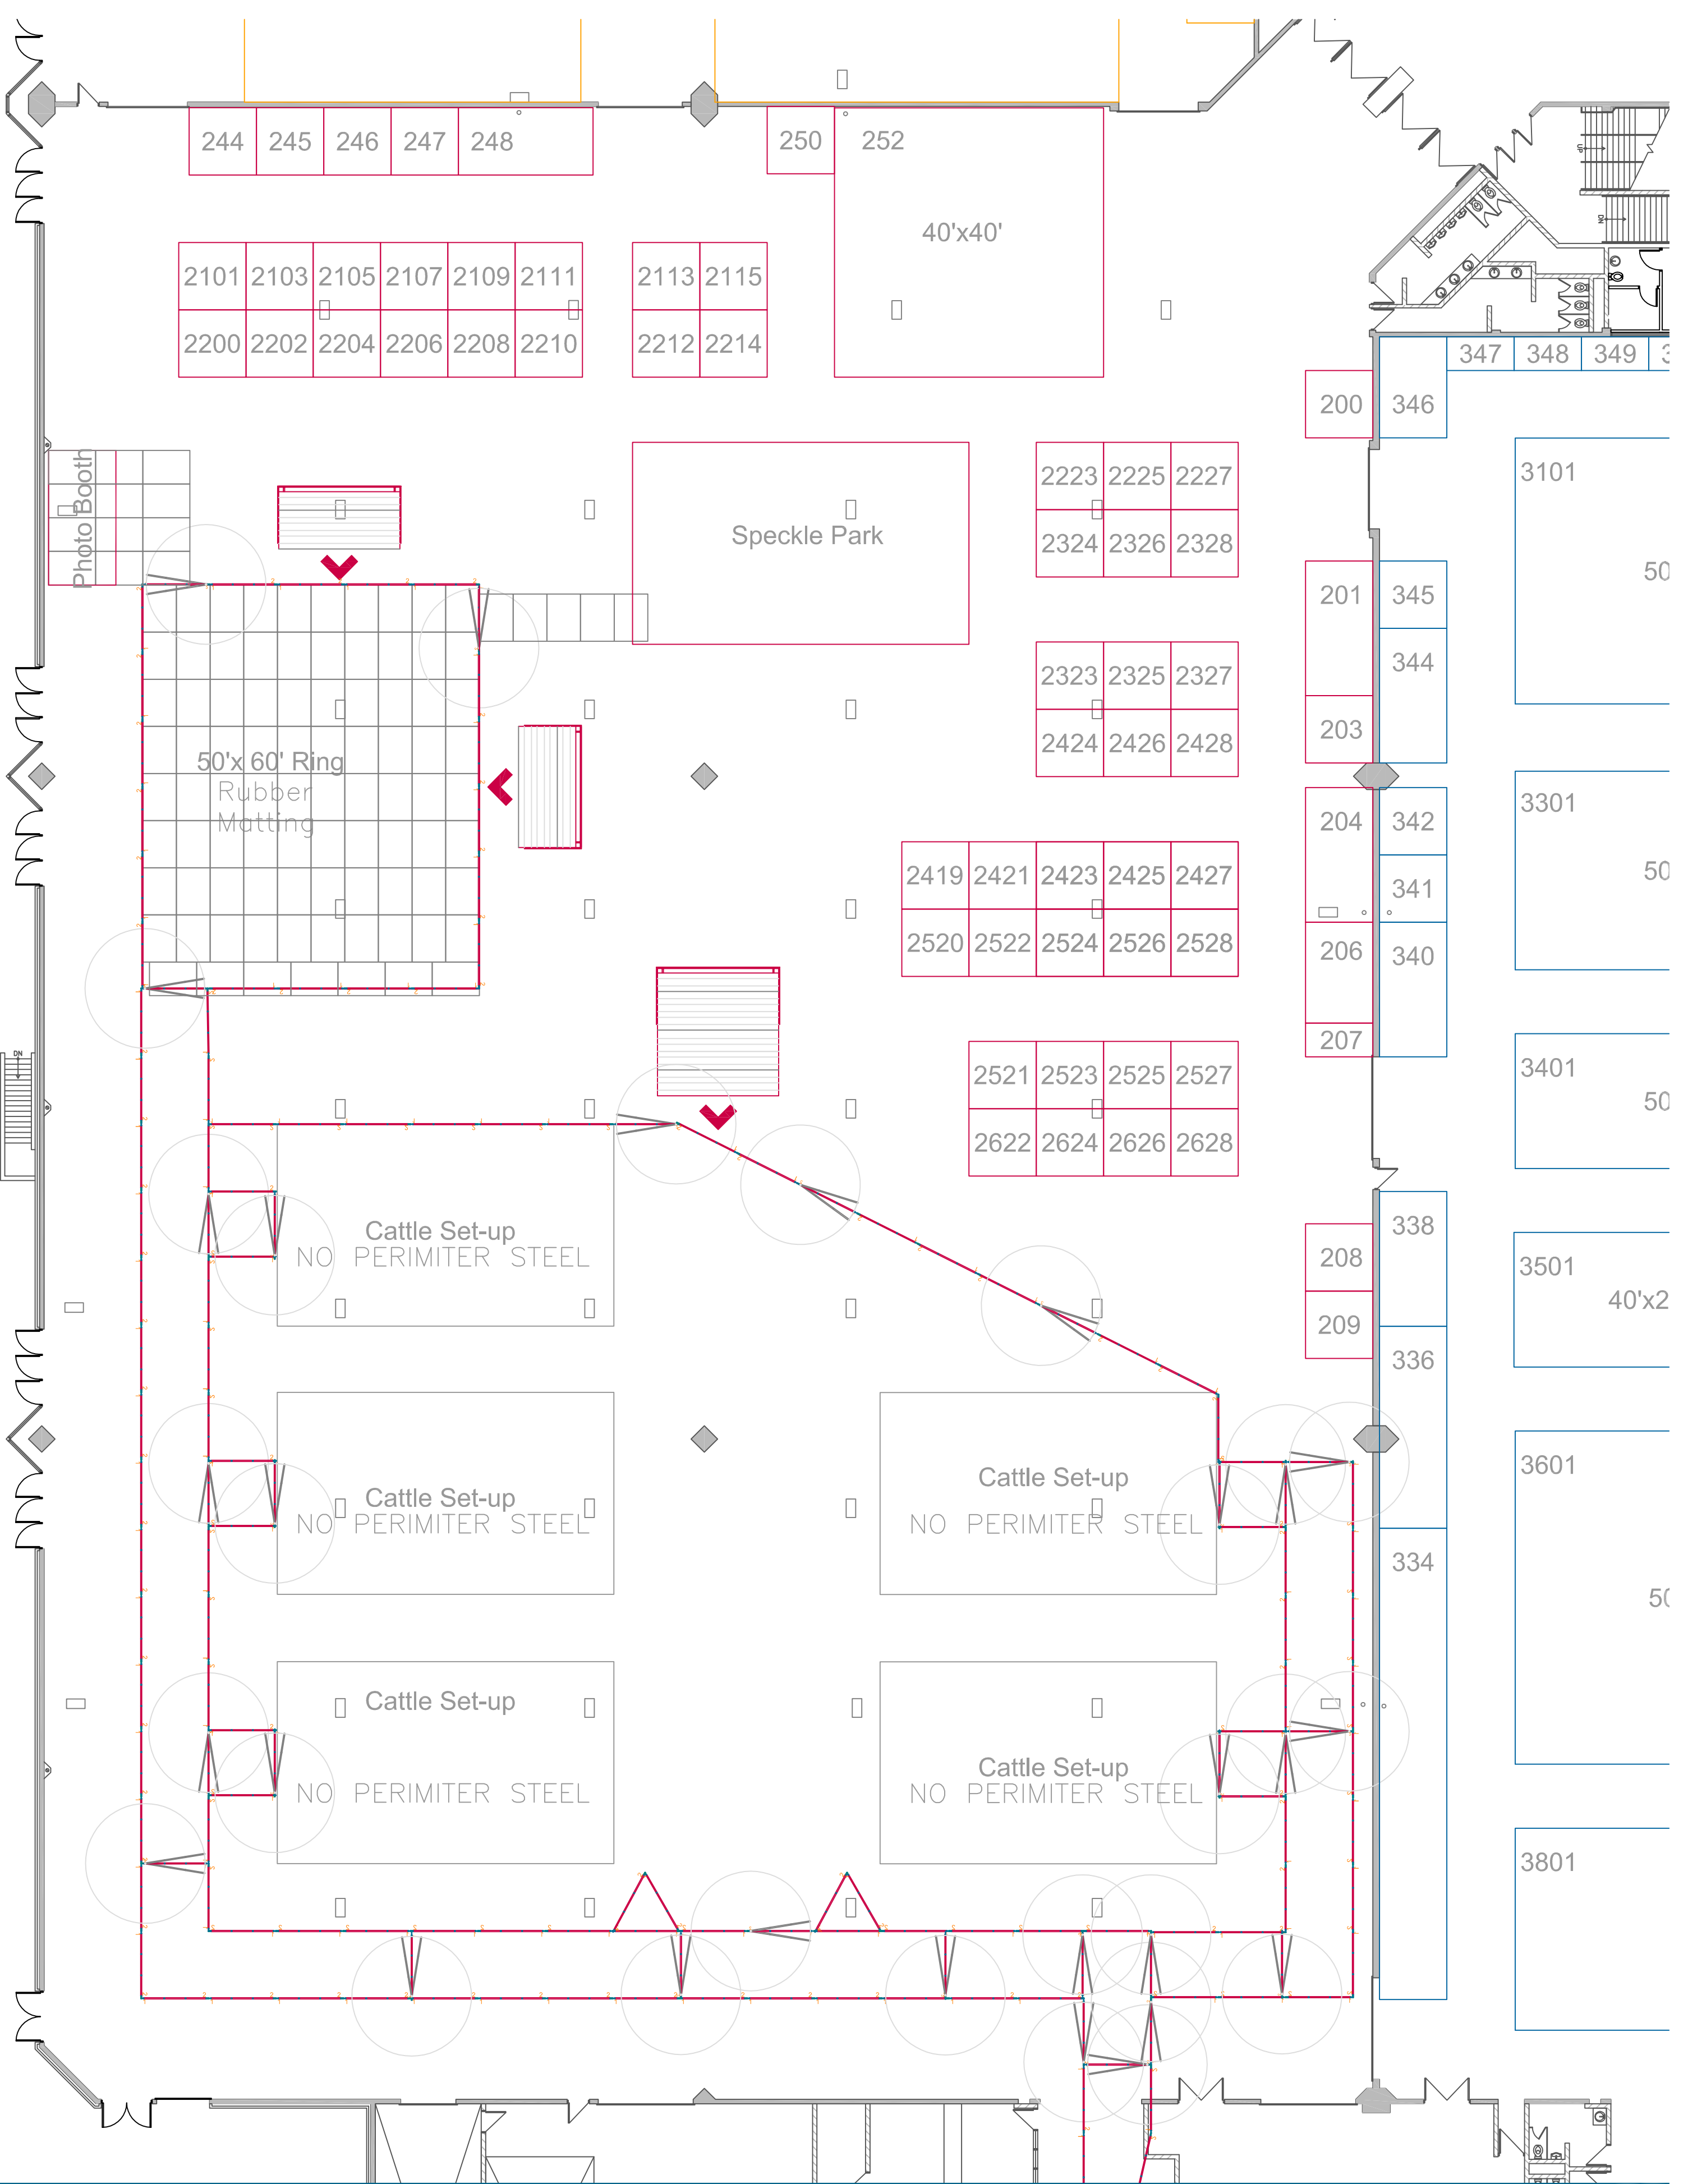 244 245 246 247 248
250 252
40'x40'
UP
DN
2101 2103 2105 2107 2109 2111
2113 2115
2200 2202 2204 2206 2208 2210
2212 2214
347 348 349 3
200 346
Photo Booth
2223 2225 2227
2324 2326 2328
Speckle Park
3101
50
201 345
344
2323 2325 2327
2424 2426 2428
203
50'x 60' Ring
Rubber
Matting
3301
50
204 342
341
2419 2421 2423 2425 2427
2520 2522 2524 2526 2528
206 340
207
DN
2521 2523 2525 2527
2622 2624 2626 2628
3401
50
338
208
209
3501
40'x2
Cattle Set-up
NO PERIMITER STEEL
336
Cattle Set-up
NO PERIMITER STEEL
Cattle Set-up
NO PERIMITER STEEL
3601
50
334
Cattle Set-up
NO PERIMITER STEEL
Cattle Set-up
NO PERIMITER STEEL
3801